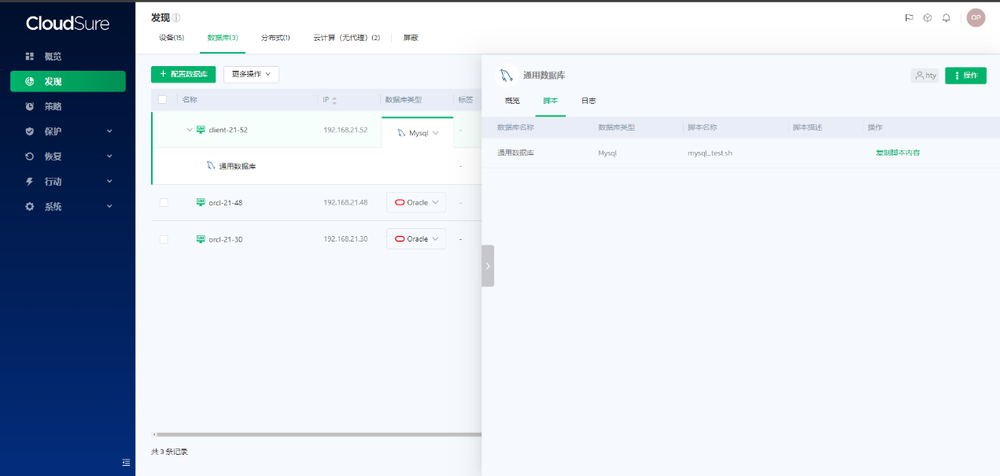 CloudSure
概览
发现
策略
保护
恢复
行动
系统
发现
OP
设备(15) 数据库(3) 分布式(1) 云计算（无代理）(2) 屏蔽
+ 配置数据库 更多操作
名称 IP 数据库类型 标签
client-21-52 192.168.21.52 Mysql -
通用数据库 -
orcl-21-48 192.168.21.48 Oracle -
orcl-21-30 192.168.21.30 Oracle -
共 3 条记录
通用数据库 hty 操作
概览 脚本 日志
数据库名称 数据库类型 脚本名称 脚本描述 操作
通用数据库 Mysql mysql_test.sh 复制脚本内容